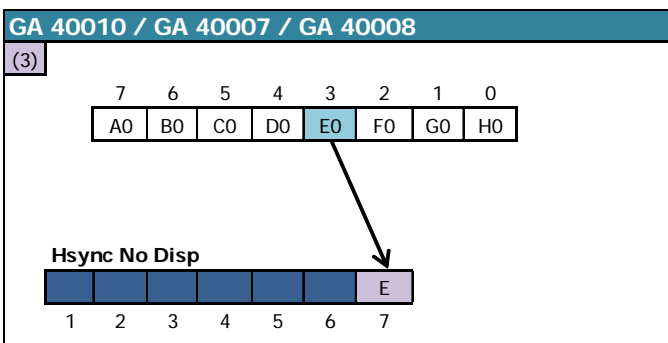 GA 40010 / GA 40007 / GA 40008
(3)
7 6 5 4 3 2 1 0
A0 B0 C0 D0 E0 F0 G0 H0
Hsync No Disp
E
1 2 3 4 5 6 7